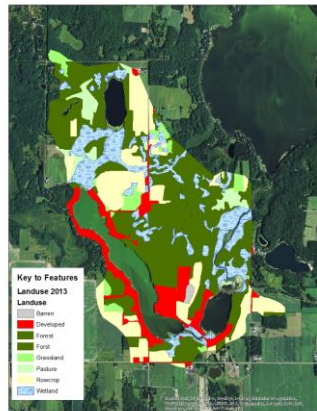 Key to Features
Landuse 2013
Landuse
Barren
Developed
Forest
Forst
Grassland
Pasture
Rowcrop
Wetland